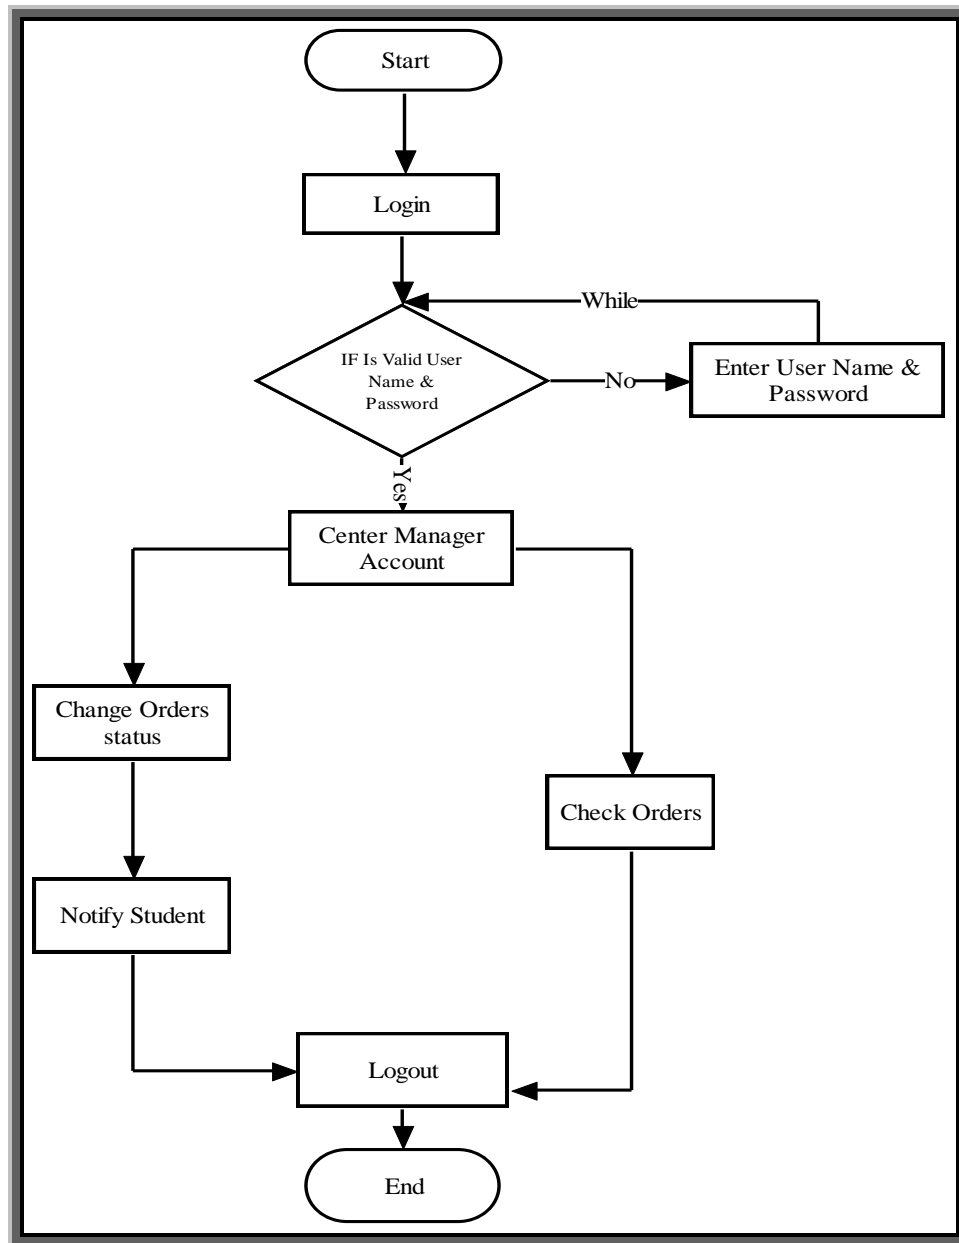 Start
Login
While
IF Is Valid User
Name &
Password
No
Enter User Name &
Password
Yes
Center Manager
Account
Change Orders
status
Check Orders
Notify Student
Logout
End